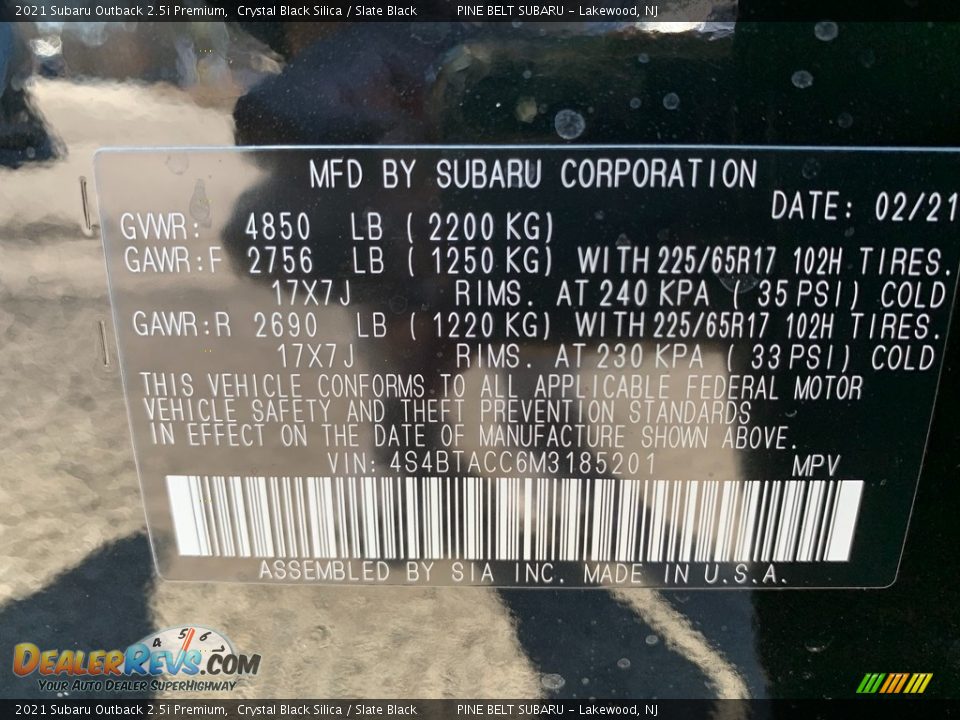 2021 Subaru Outback 2.5i Premium, Crystal Black Silica / Slate Black PINE BELT SUBARU - Lakewood, NJ
MFD BY SUBARU CORPORATION
DATE: 02/21
GVWR: 4850 LB (2200 KG)
GAWR:F 2756 LB (1250 KG) WITH 225/65R17 102H TIRES.
17X7J RIMS. AT 240 KPA (35 PSI) COLD
GAWR:R 2690 LB (1220 KG) WITH 225/65R17 102H TIRES.
17X7J RIMS. AT 230 KPA (33 PSI) COLD
THIS VEHICLE CONFORMS TO ALL APPLICABLE FEDERAL MOTOR
VEHICLE SAFETY AND THEFT PREVENTION STANDARDS
IN EFFECT ON THE DATE OF MANUFACTURE SHOWN ABOVE.
VIN: 4S4BTACC6M3185201 MPV
ASSEMBLED BY SIA INC. MADE IN U.S.A.
4 5 6
DEALERREVS.COM
YOUR AUTO DEALER SUPERHIGHWAY
2021 Subaru Outback 2.5i Premium, Crystal Black Silica / Slate Black PINE BELT SUBARU - Lakewood, NJ